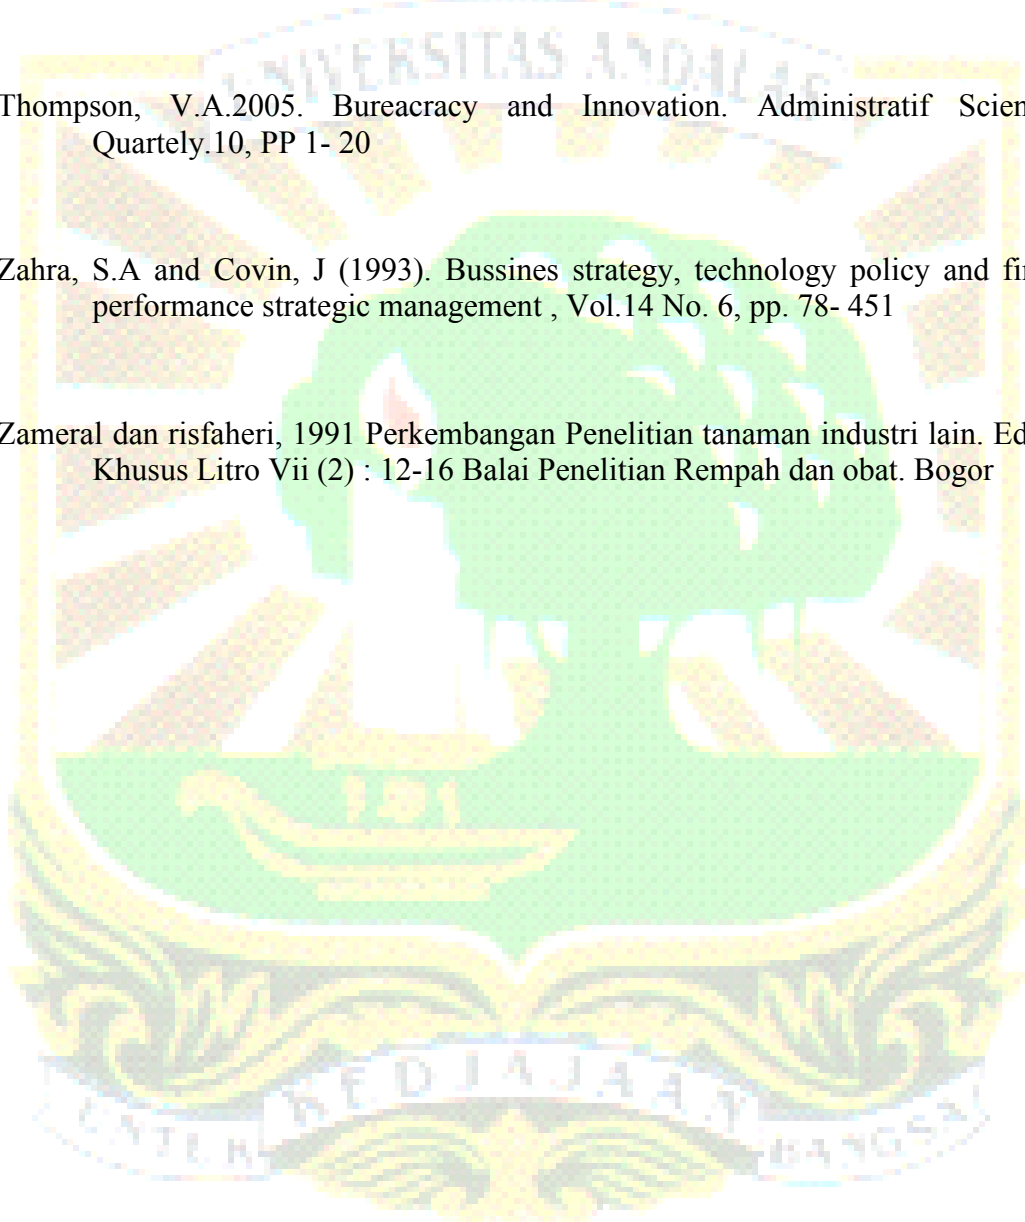 UNIVERSITAS ANDALAS
Thompson, V.A.2005. Bureacracy and Innovation. Administratif Scien
Quartely.10, PP 1- 20
Zahra, S.A and Covin, J (1993). Bussines strategy, technology policy and fir
performance strategic management , Vol.14 No. 6, pp. 78- 451
Zameral dan risfaheri, 1991 Perkembangan Penelitian tanaman industri lain. Ed
Khusus Litro Vii (2) : 12-16 Balai Penelitian Rempah dan obat. Bogor
KEDJAJAAN
UNTUK BANGSA